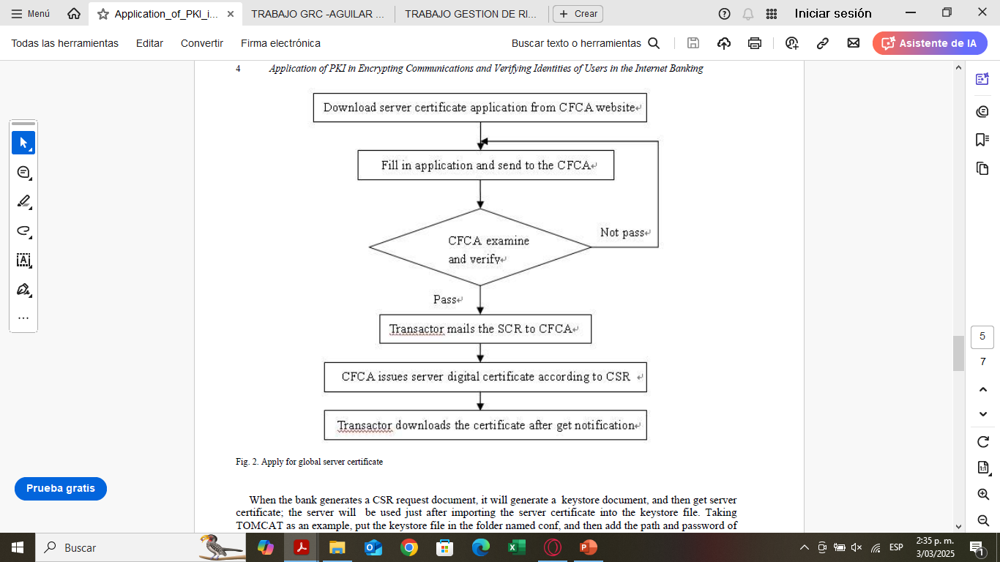 Menú
Application_of_PKI_i...
TRABAJO GRC -AGUILAR ...
TRABAJO GESTION DE RI...
Crear
Iniciar sesión
Todas las herramientas
Editar
Convertir
Firma electrónica
Buscar texto o herramientas
Asistente de IA
4 Application of PKI in Encrypting Communications and Verifying Identities of Users in the Internet Banking
Download server certificate application from CFCA website
Fill in application and send to the CFCA
CFCA examine
and verify
Not pass
Pass
Transactor mails the SCR to CFCA
CFCA issues server digital certificate according to CSR
Transactor downloads the certificate after get notification
Fig. 2. Apply for global server certificate
When the bank generates a CSR request document, it will generate a keystore document, and then get server
certificate; the server will be used just after importing the server certificate into the keystore file. Taking
TOMCAT as an example, put the keystore file in the folder named conf, and then add the path and password of
Prueba gratis
5
7
1:1
Buscar
ESP
2:35 p. m.
3/03/2025
1